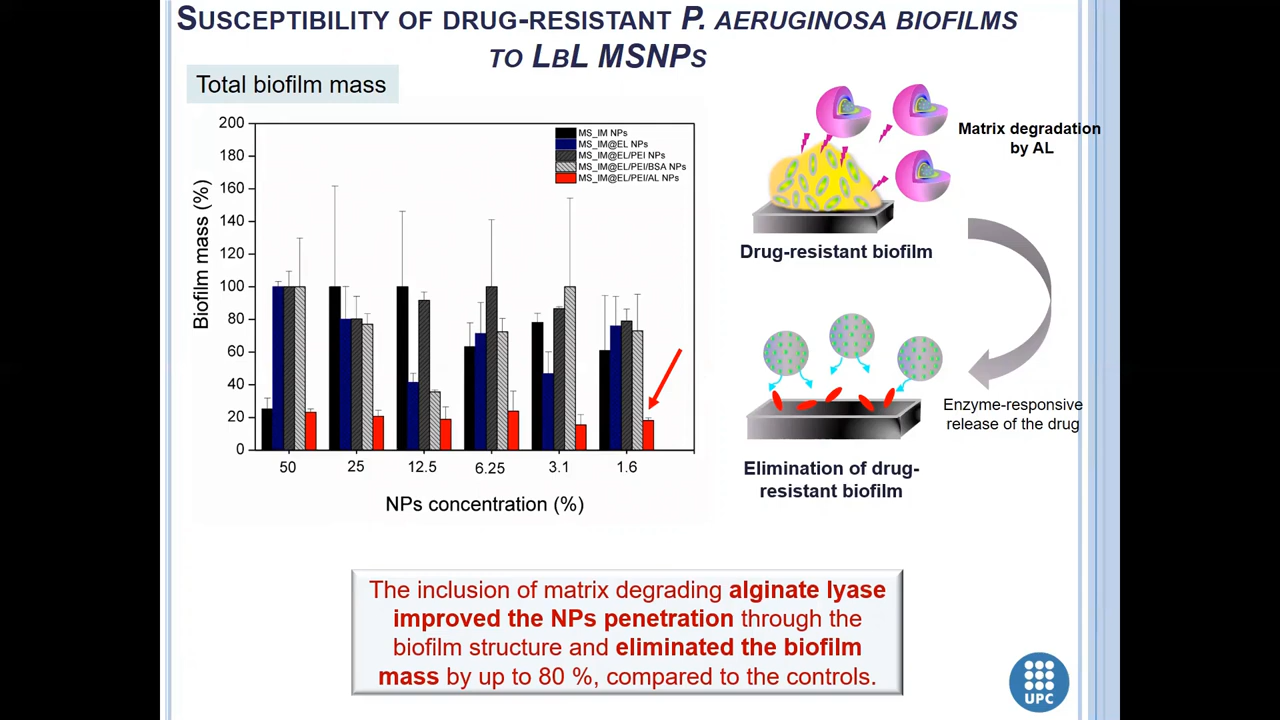 SUSCEPTIBILITY OF DRUG-RESISTANT P. AERUGINOSA BIOFILMS
TO LBL MSNPS
Total biofilm mass
200
180
160
140
120
100
80
60
40
20
0
Biofilm mass (%)
MS_IM NPs
MS_IM@EL NPs
MS_IM@EL/PEI NPs
MS_IM@EL/PEI/BSA NPs
MS_IM@EL/PEI/AL NPs
50 25 12.5 6.25 3.1 1.6
NPs concentration (%)
Matrix degradation
by AL
Drug-resistant biofilm
Enzyme-responsive
release of the drug
Elimination of drug-
resistant biofilm
The inclusion of matrix degrading alginate lyase
improved the NPs penetration through the
biofilm structure and eliminated the biofilm
mass by up to 80 %, compared to the controls.
UPC